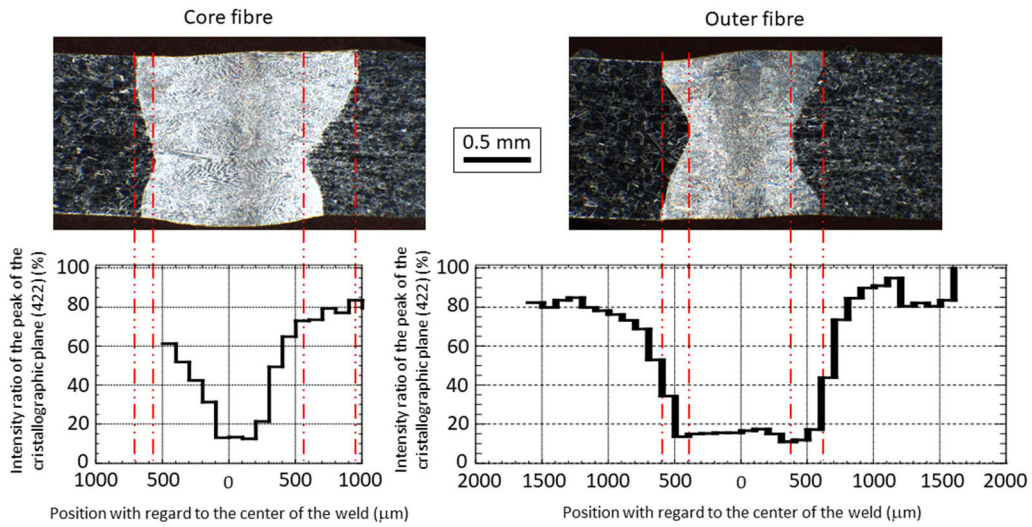 Core fibre
Outer fibre
0.5 mm
Intensity ratio of the peak of the
cristallographic plane (422) (%)
100
80
60
40
20
0
1000
500
0
500
1000
Position with regard to the center of the weld (μm)
Intensity ratio of the peak of the
cristallographic plane (422) (%)
100
80
60
40
20
0
2000
1500
1000
500
0
500
1000
1500
2000
Position with regard to the center of the weld (μm)